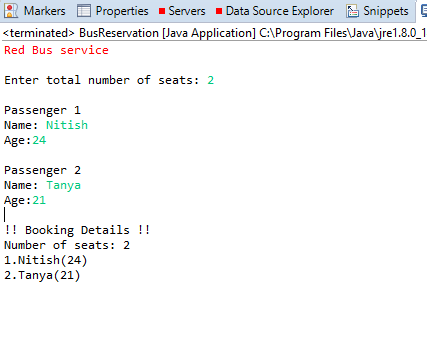 Markers Properties Servers Data Source Explorer Snippets
<terminated> BusReservation [Java Application] C:\Program Files\Java\jre1.8.0_1
Red Bus service
Enter total number of seats: 2
Passenger 1
Name: Nitish
Age:24
Passenger 2
Name: Tanya
Age:21
!! Booking Details !!
Number of seats: 2
1.Nitish(24)
2.Tanya(21)